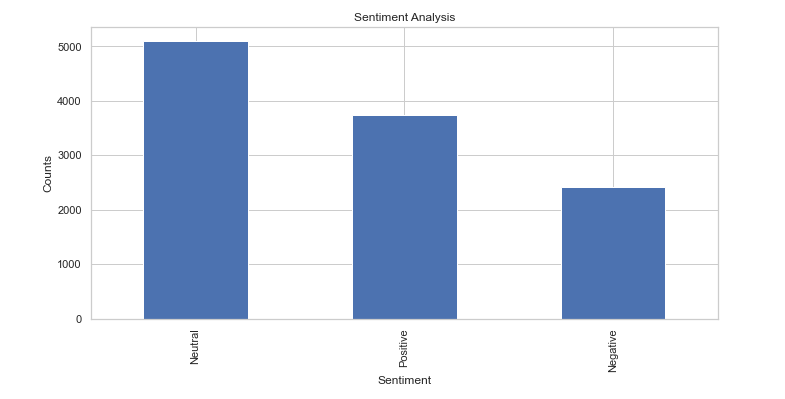 Sentiment Analysis
Counts
5000
4000
3000
2000
1000
0
Neutral
Positive
Negative
Sentiment